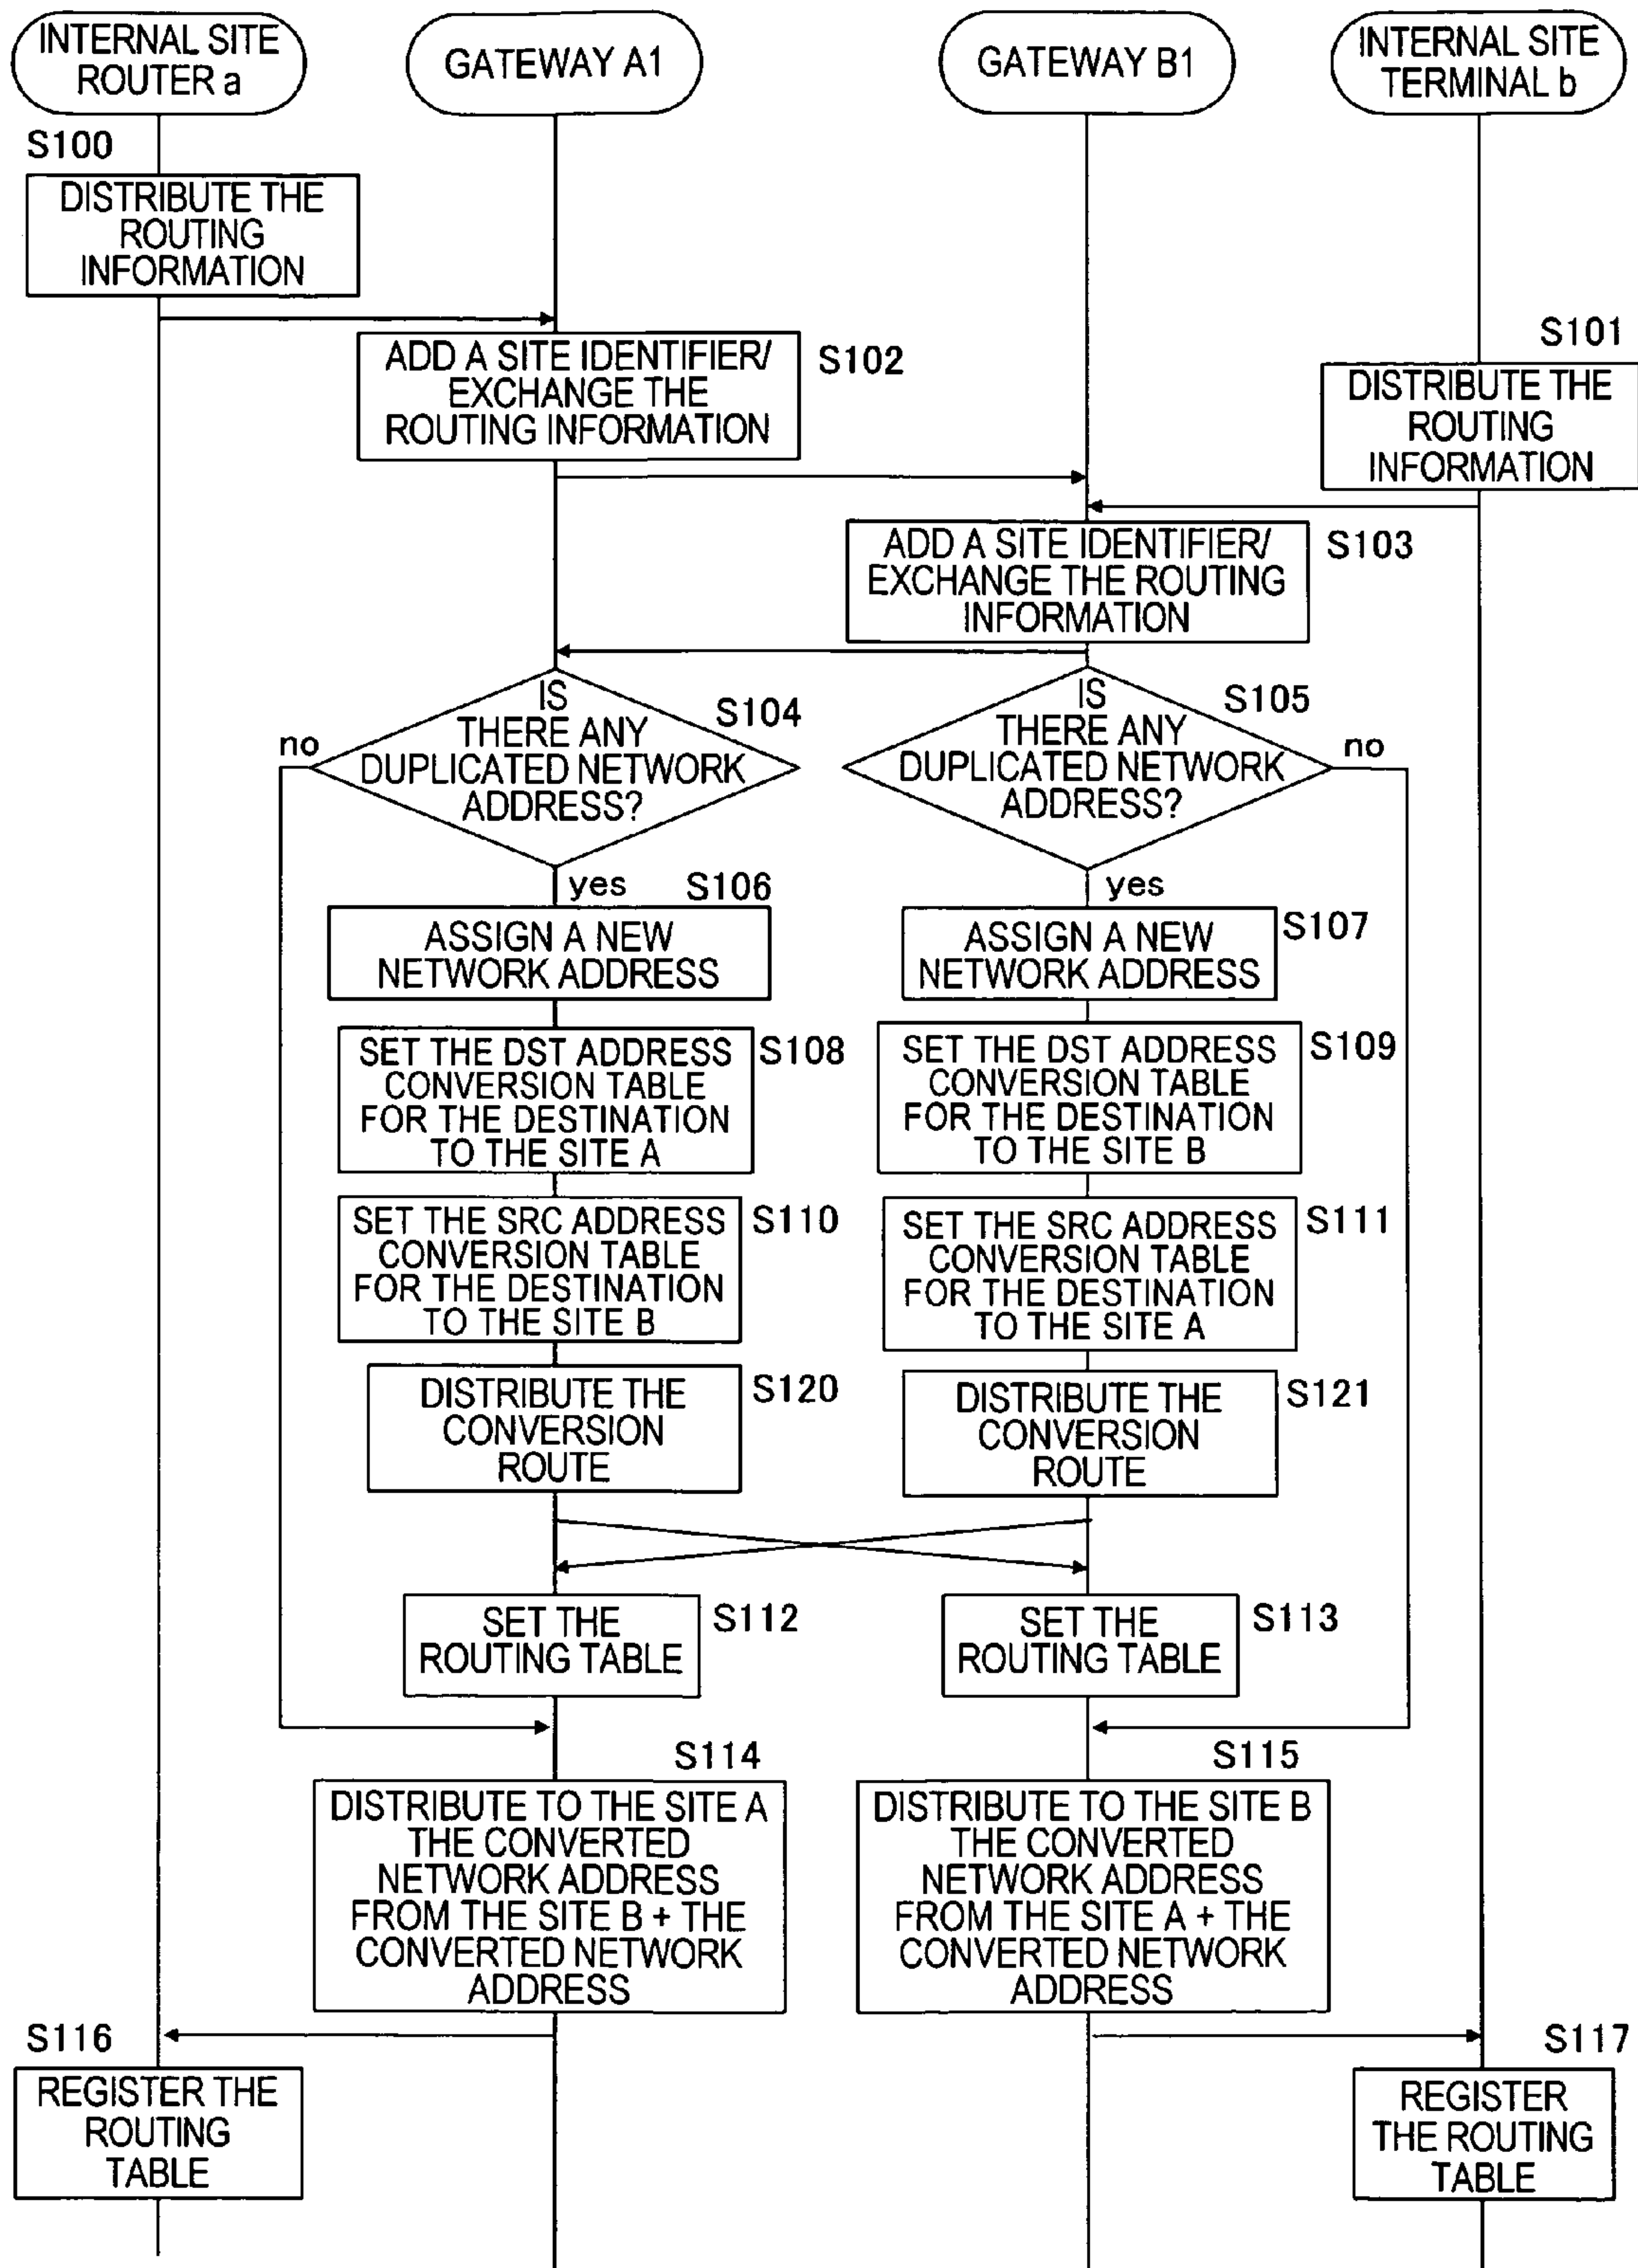 INTERNAL SITE
ROUTER a
GATEWAY A1
GATEWAY B1
INTERNAL SITE
TERMINAL b
S100
DISTRIBUTE THE
ROUTING
INFORMATION
S101
DISTRIBUTE THE
ROUTING
INFORMATION
ADD A SITE IDENTIFIER/
EXCHANGE THE
ROUTING INFORMATION
S102
ADD A SITE IDENTIFIER/
EXCHANGE THE ROUTING
INFORMATION
S103
IS
THERE ANY
DUPLICATED NETWORK
ADDRESS?
S104
no
yes
IS
THERE ANY
DUPLICATED NETWORK
ADDRESS?
S105
no
yes
S106
ASSIGN A NEW
NETWORK ADDRESS
ASSIGN A NEW
NETWORK ADDRESS
S107
SET THE DST ADDRESS
CONVERSION TABLE
FOR THE DESTINATION
TO THE SITE A
S108
SET THE DST ADDRESS
CONVERSION TABLE
FOR THE DESTINATION
TO THE SITE B
S109
SET THE SRC ADDRESS
CONVERSION TABLE
FOR THE DESTINATION
TO THE SITE B
S110
SET THE SRC ADDRESS
CONVERSION TABLE
FOR THE DESTINATION
TO THE SITE A
S111
DISTRIBUTE THE
CONVERSION
ROUTE
S120
DISTRIBUTE THE
CONVERSION
ROUTE
S121
SET THE
ROUTING TABLE
S112
SET THE
ROUTING TABLE
S113
S114
DISTRIBUTE TO THE SITE A
THE CONVERTED
NETWORK ADDRESS
FROM THE SITE B + THE
CONVERTED NETWORK
ADDRESS
S115
DISTRIBUTE TO THE SITE B
THE CONVERTED
NETWORK ADDRESS
FROM THE SITE A + THE
CONVERTED NETWORK
ADDRESS
S116
REGISTER THE
ROUTING
TABLE
S117
REGISTER
THE ROUTING
TABLE